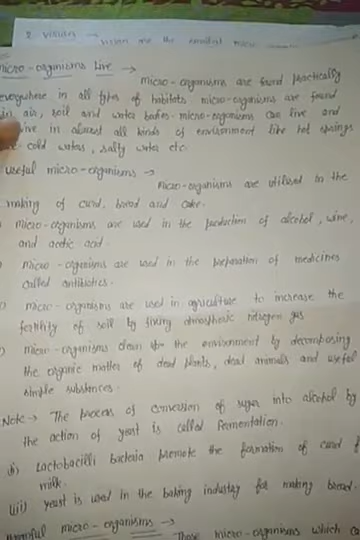 viruses →
viruses are the smallest micro
Micro-organisms Live →
Micro-organisms are found practically
everywhere in all types of habitats micro-organisms are found
in air, soil and water bodies. micro-organisms can live and
in almost all kinds of environment like hot springs
cold waters, salty water etc.
Useful micro-organisms →
Micro-organisms are utilised in the
making of curd, bread and cake.
Micro-organisms are used in the production of alcohol, wine,
and acetic acid.
Micro-organisms are used in the preparation of medicines
called antibiotics.
Micro-organisms are used in agriculture to increase the
fertility of soil by fixing atmospheric nitrogen gas
Micro-organisms clean up the environment by decomposing
the organic matter of dead plants, dead animals and useful
simple substances.
Note → The process of conversion of sugar into alcohol by
the action of yeast is called fermentation.
(ii) Lactobacilli bacteria promote the formation of curd
milk.
(iii) yeast is used in the baking industry for making bread.
Harmful micro-organisms →
Those micro-organisms which